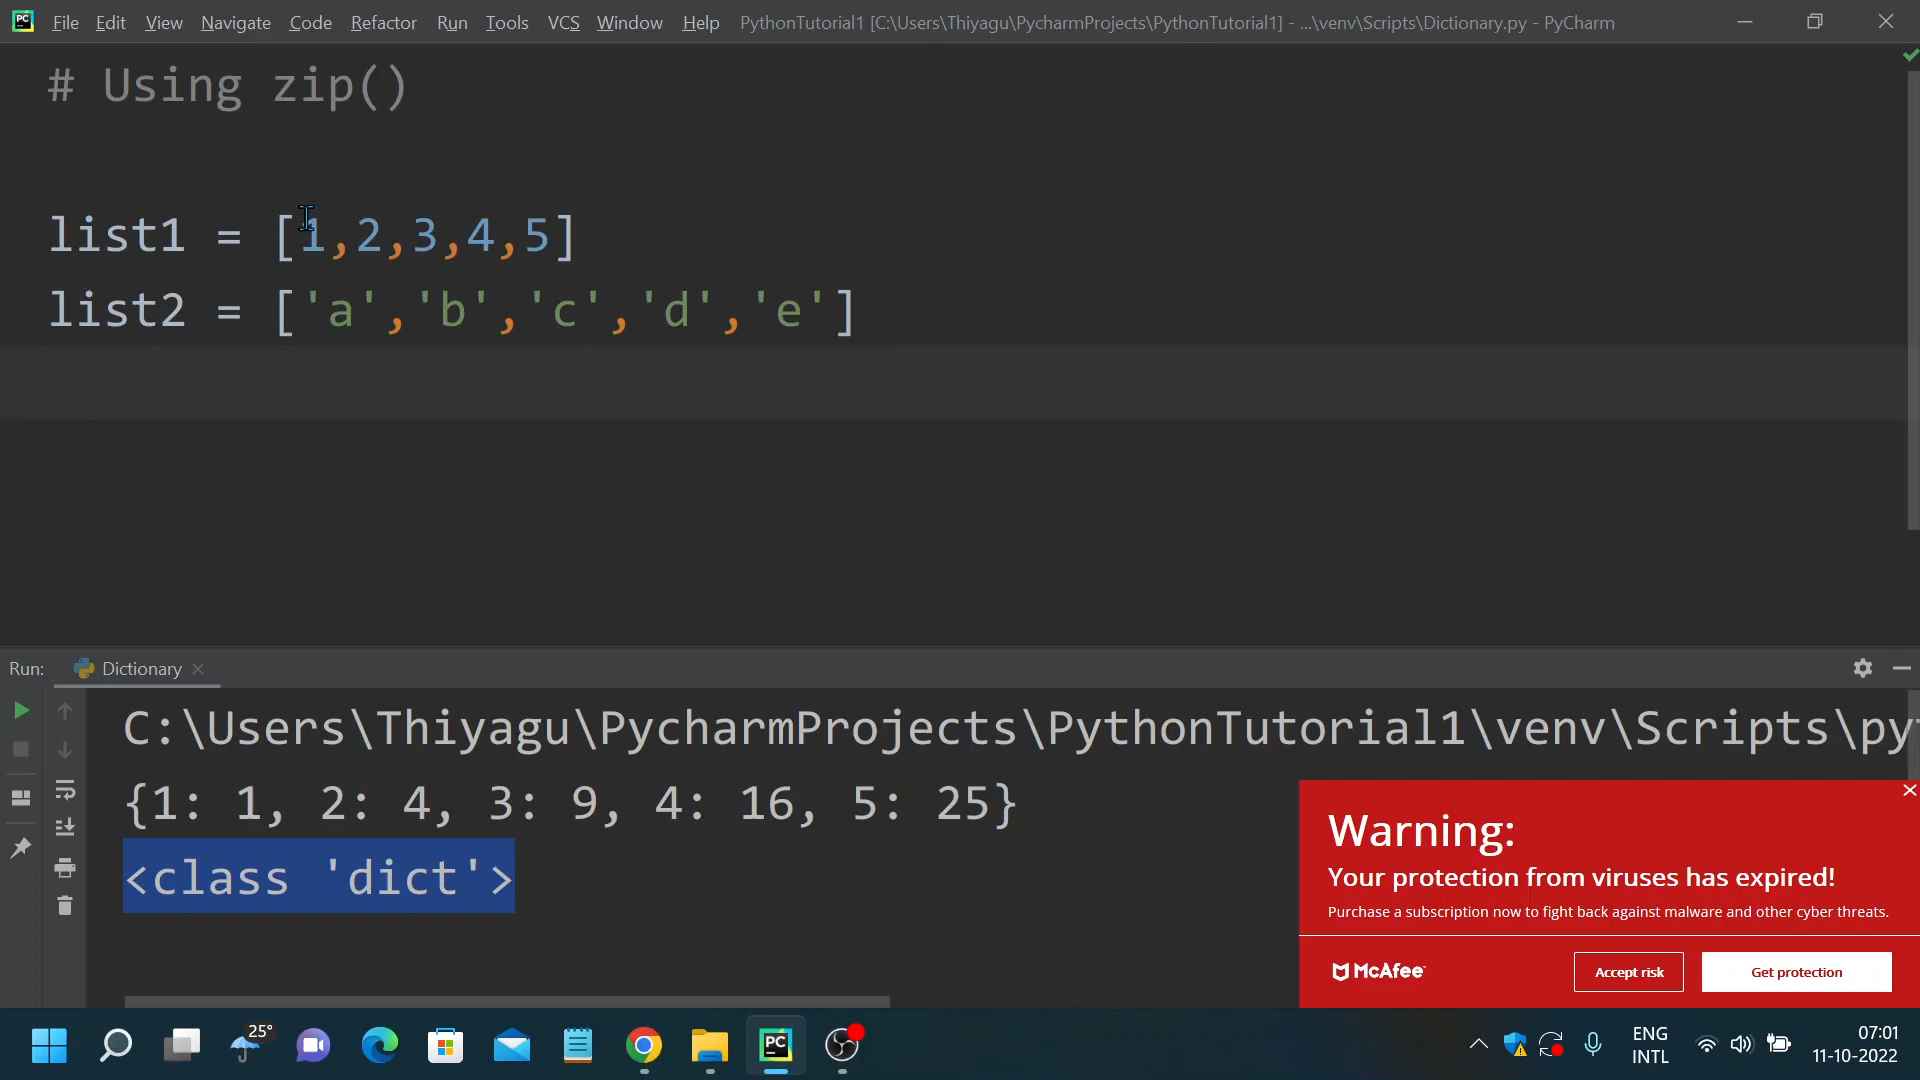 File Edit View Navigate Code Refactor Run Tools VCS Window Help PythonTutorial1 [C:\Users\Thiyagu\PycharmProjects\PythonTutorial1] - ...\venv\Scripts\Dictionary.py - PyCharm
# Using zip()
list1 = [1,2,3,4,5]
list2 = ['a','b','c','d','e']
Run: Dictionary
C:\Users\Thiyagu\PycharmProjects\PythonTutorial1\venv\Scripts\py
{1: 1, 2: 4, 3: 9, 4: 16, 5: 25}
<class 'dict'>
Warning:
Your protection from viruses has expired!
Purchase a subscription now to fight back against malware and other cyber threats.
McAfee
Accept risk
Get protection
25°
PC
ENG
INTL
07:01
11-10-2022